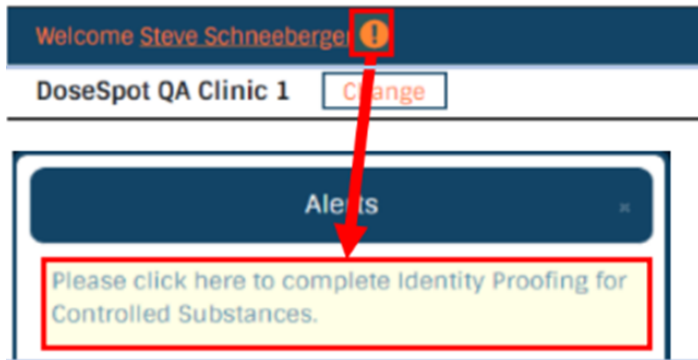 Welcome Steve Schneeberger !
DoseSpot QA Clinic 1 Change
Alerts ×
Please click here to complete Identity Proofing for
Controlled Substances.